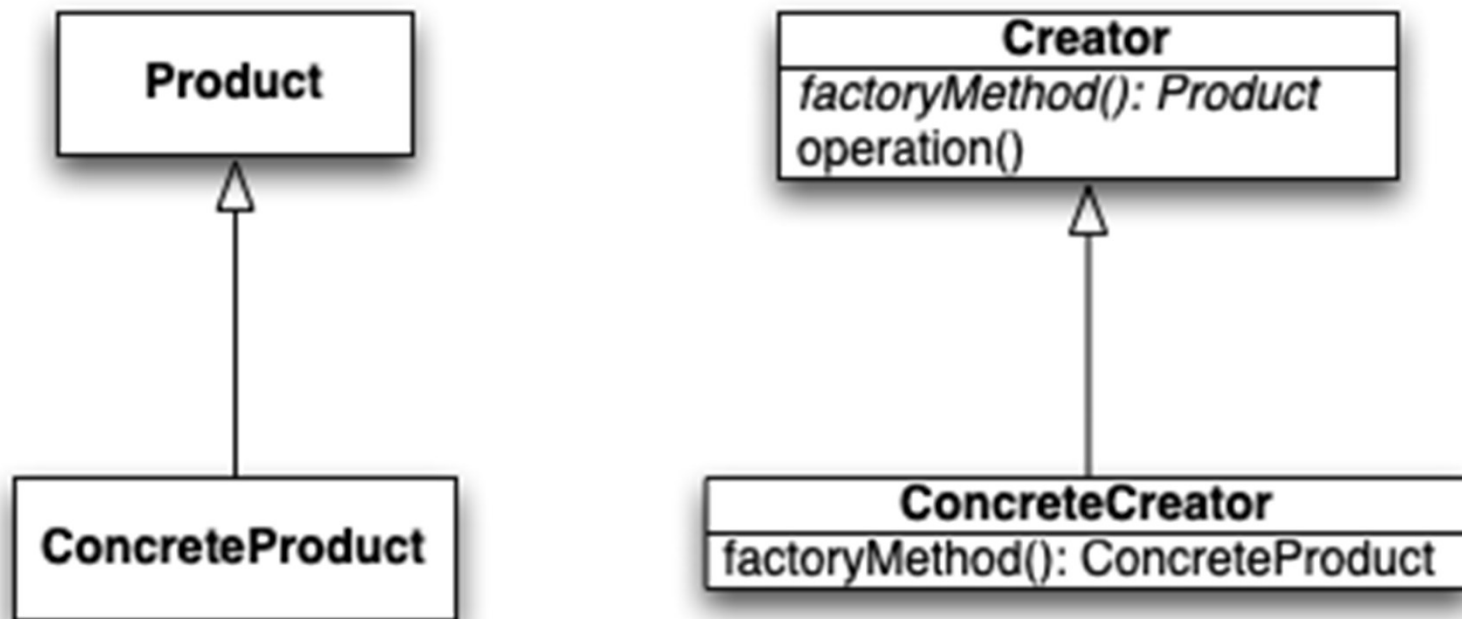 Product
Creator
factoryMethod(): Product
operation()
ConcreteProduct
ConcreteCreator
factoryMethod(): ConcreteProduct